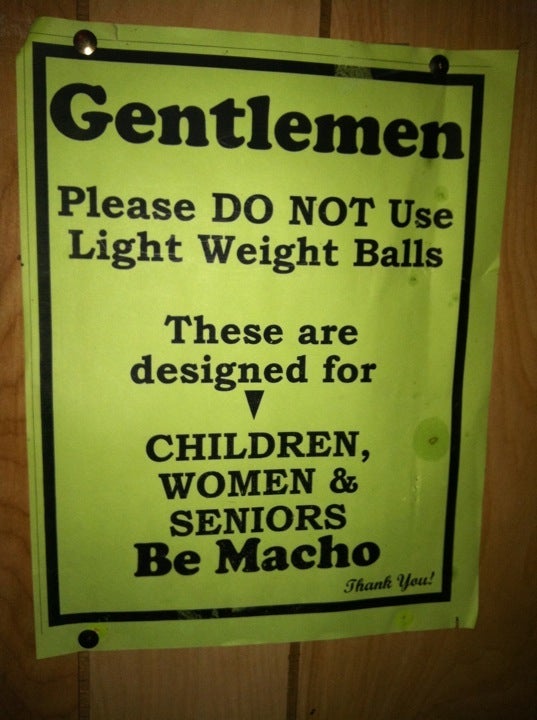 Gentlemen
Please DO NOT Use
Light Weight Balls
These are
designed for
CHILDREN,
WOMEN &
SENIORS
Be Macho
Thank You!